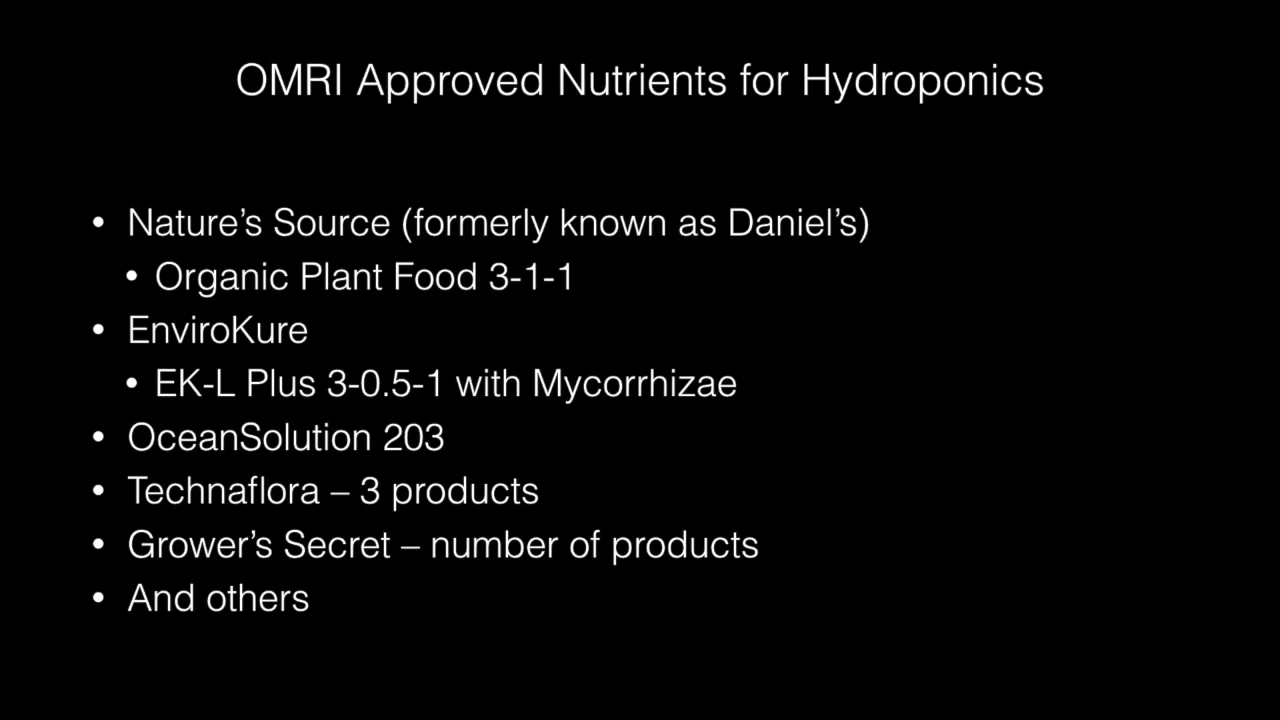 OMRI Approved Nutrients for Hydroponics
• Nature’s Source (formerly known as Daniel’s)
• Organic Plant Food 3-1-1
• EnviroKure
• EK-L Plus 3-0.5-1 with Mycorrhizae
• OceanSolution 203
• Technaflora – 3 products
• Grower’s Secret – number of products
• And others